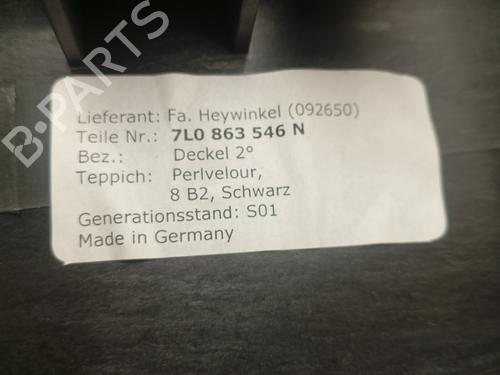 Lieferant: Fa. Heywinkel (092650)
Teile Nr.: 7L0 863 546 N
Bez.: Deckel 2°
Teppich: Perlvelour,
8 B2, Schwarz
Generationsstand: S01
Made in Germany
B-PARTS